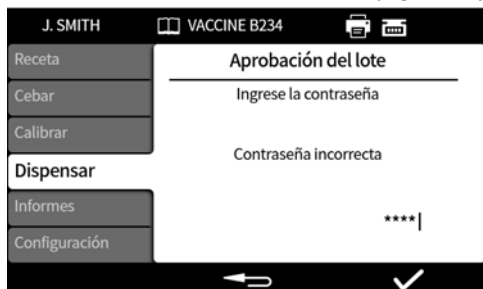 J. SMITH
VACCINE B234
Receta
Cebar
Calibrar
Dispensar
Informes
Configuración
Aprobación del lote
Ingrese la contraseña
Contraseña incorrecta
****